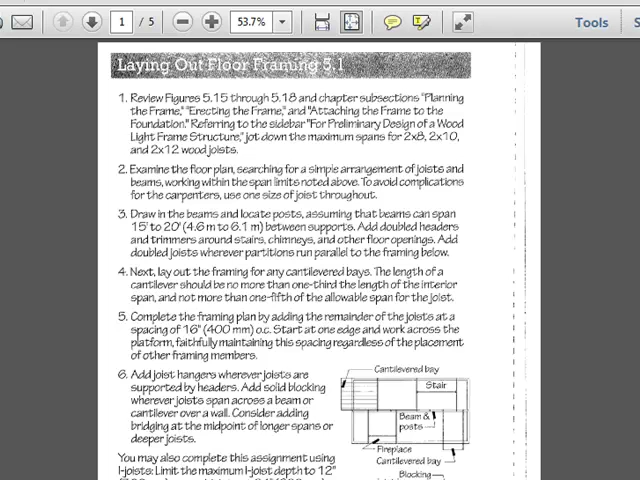 1 / 5
53.7%
Tools
Laying Out Floor Framing 5.1
1. Review Figures 5.15 through 5.18 and chapter subsections "Planning
the Frame," "Erecting the Frame," and "Attaching the Frame to the
Foundation." Referring to the sidebar "For Preliminary Design of a Wood
Light Frame Structure," jot down the maximum spans for 2x8, 2x10,
and 2x12 wood joists.
2. Examine the floor plan, searching for a simple arrangement of joists and
beams, working within the span limits noted above. To avoid complications
for the carpenters, use one size of joist throughout.
3. Draw in the beams and locate posts, assuming that beams can span
15' to 20' (4.6 m to 6.1 m) between supports. Add doubled headers
and trimmers around stairs, chimneys, and other floor openings. Add
doubled joists wherever partitions run parallel to the framing below.
4. Next, lay out the framing for any cantilevered bays. The length of a
cantilever should be no more than one-third the length of the interior
span, and not more than one-fifth of the allowable span for the joist.
5. Complete the framing plan by adding the remainder of the joists at a
spacing of 16" (400 mm) o.c. Start at one edge and work across the
platform, faithfully maintaining this spacing regardless of the placement
of other framing members.
6. Add joist hangers wherever joists are
supported by headers. Add solid blocking
wherever joists span across a beam or
cantilever over a wall. Consider adding
bridging at the midpoint of longer spans or
deeper joists.
Cantilevered bay
Stair
Beam &
posts
Fireplace
Cantilevered bay
Blocking
You may also complete this assignment using
I-joists: Limit the maximum I-joist depth to 12"